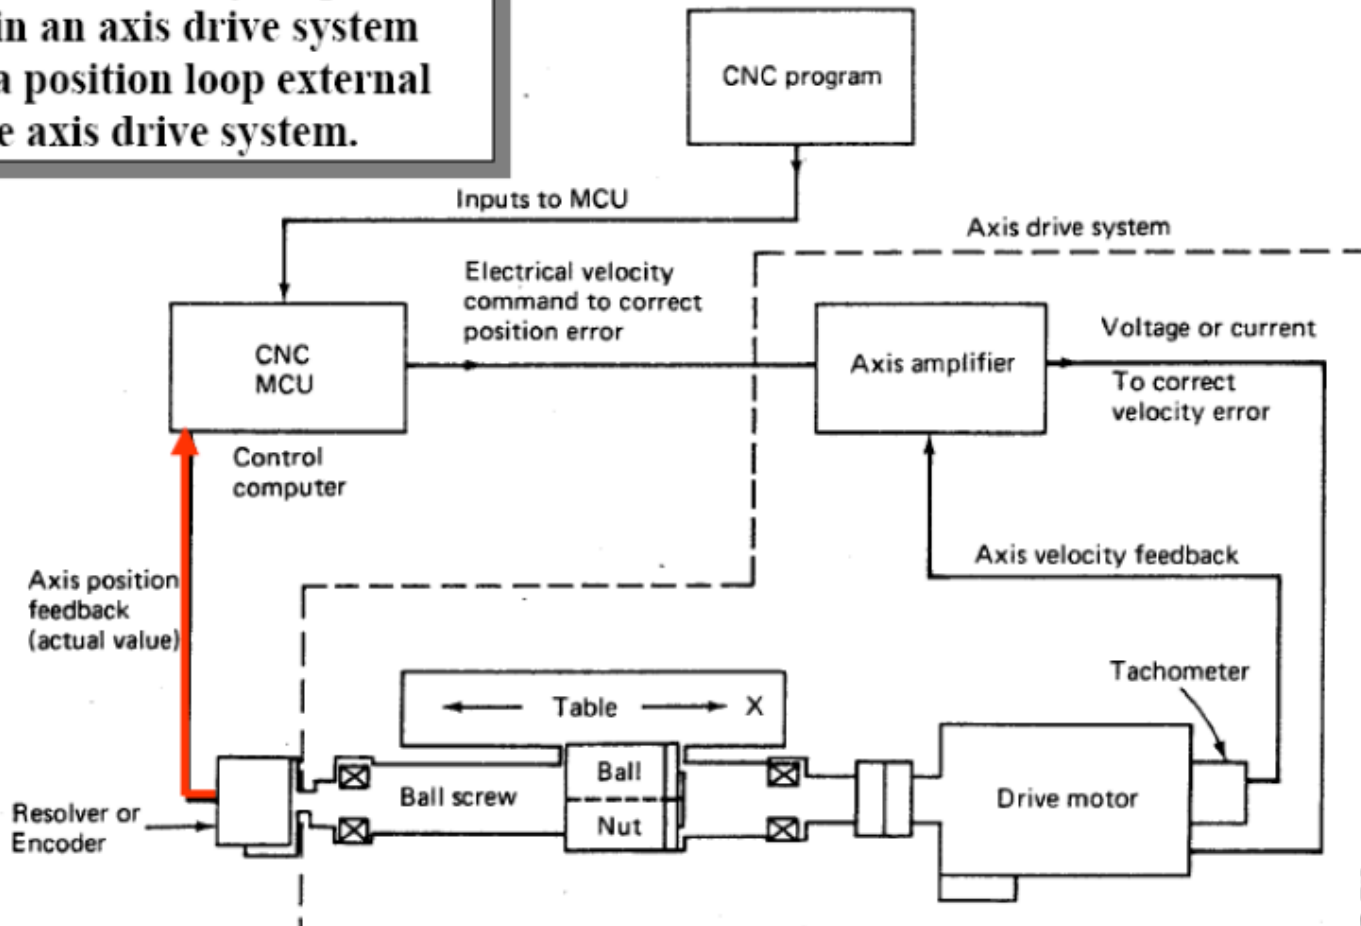 in an axis drive system
a position loop external
e axis drive system.
CNC program
Inputs to MCU
Axis drive system
Electrical velocity
command to correct
position error
CNC
MCU
Axis amplifier
Voltage or current
To correct
velocity error
Control
computer
Axis position
feedback
(actual value)
Axis velocity feedback
Tachometer
Table X
Ball
Nut
Ball screw
Drive motor
Resolver or
Encoder